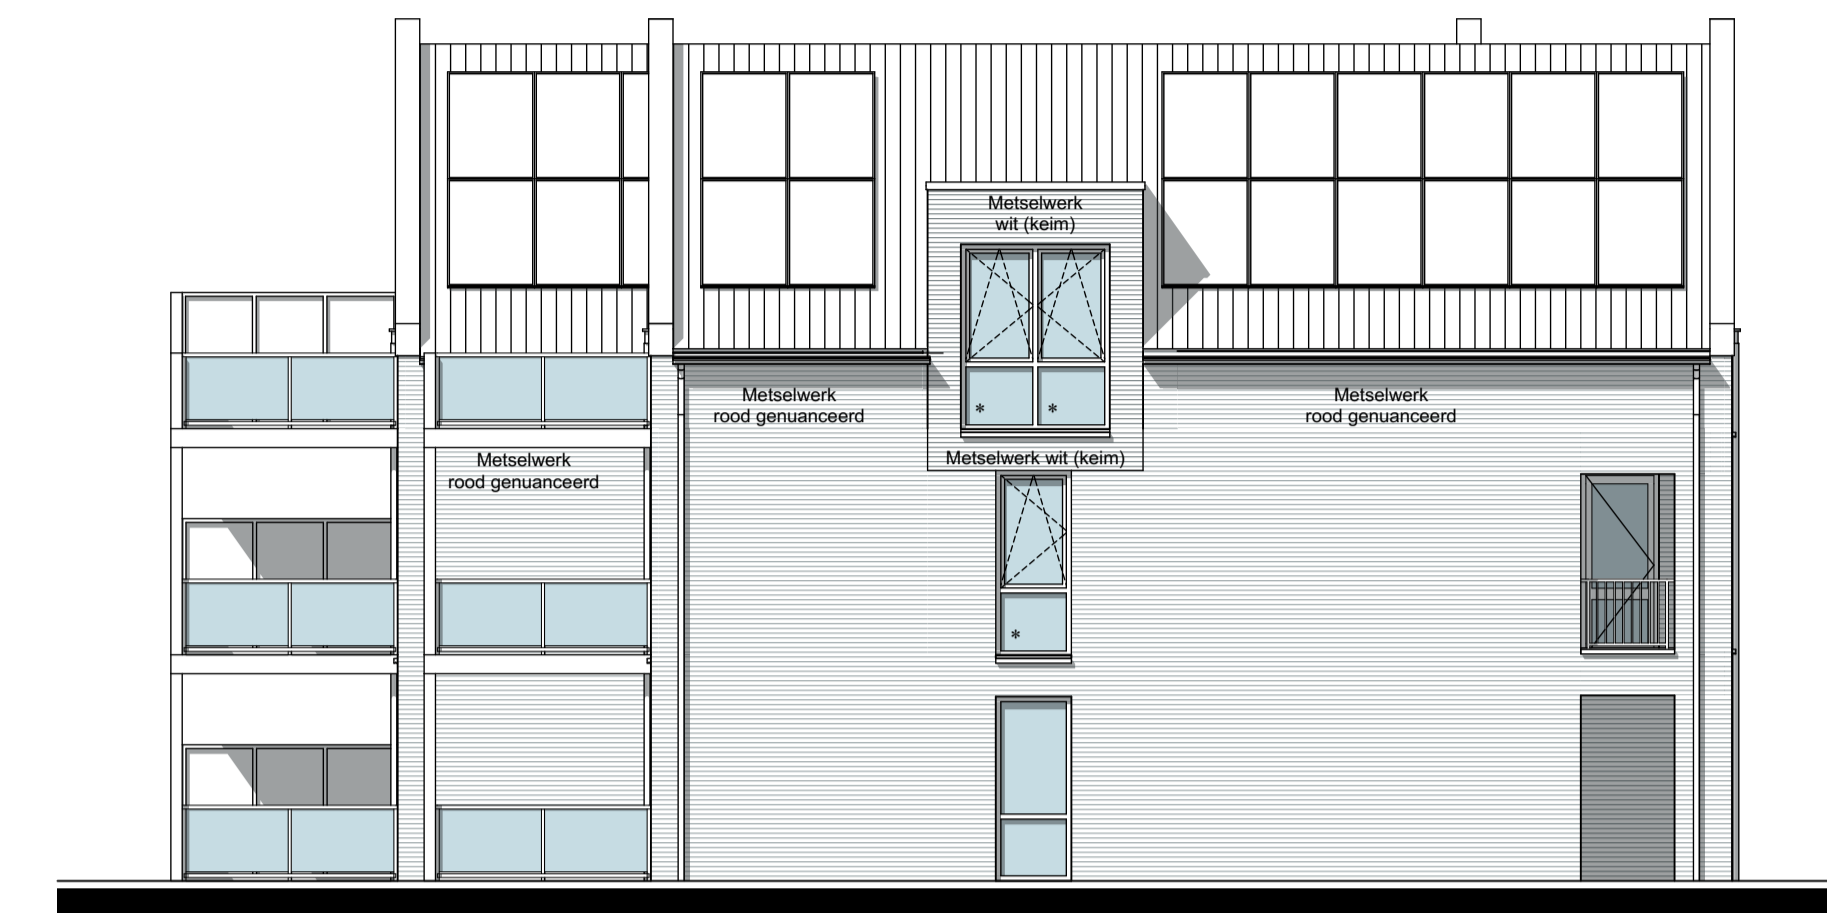 Metselwerk
wit (keim)
Metselwerk
rood genuanceerd
Metselwerk
rood genuanceerd
*
*
Metselwerk wit (keim)
Metselwerk
rood genuanceerd
*